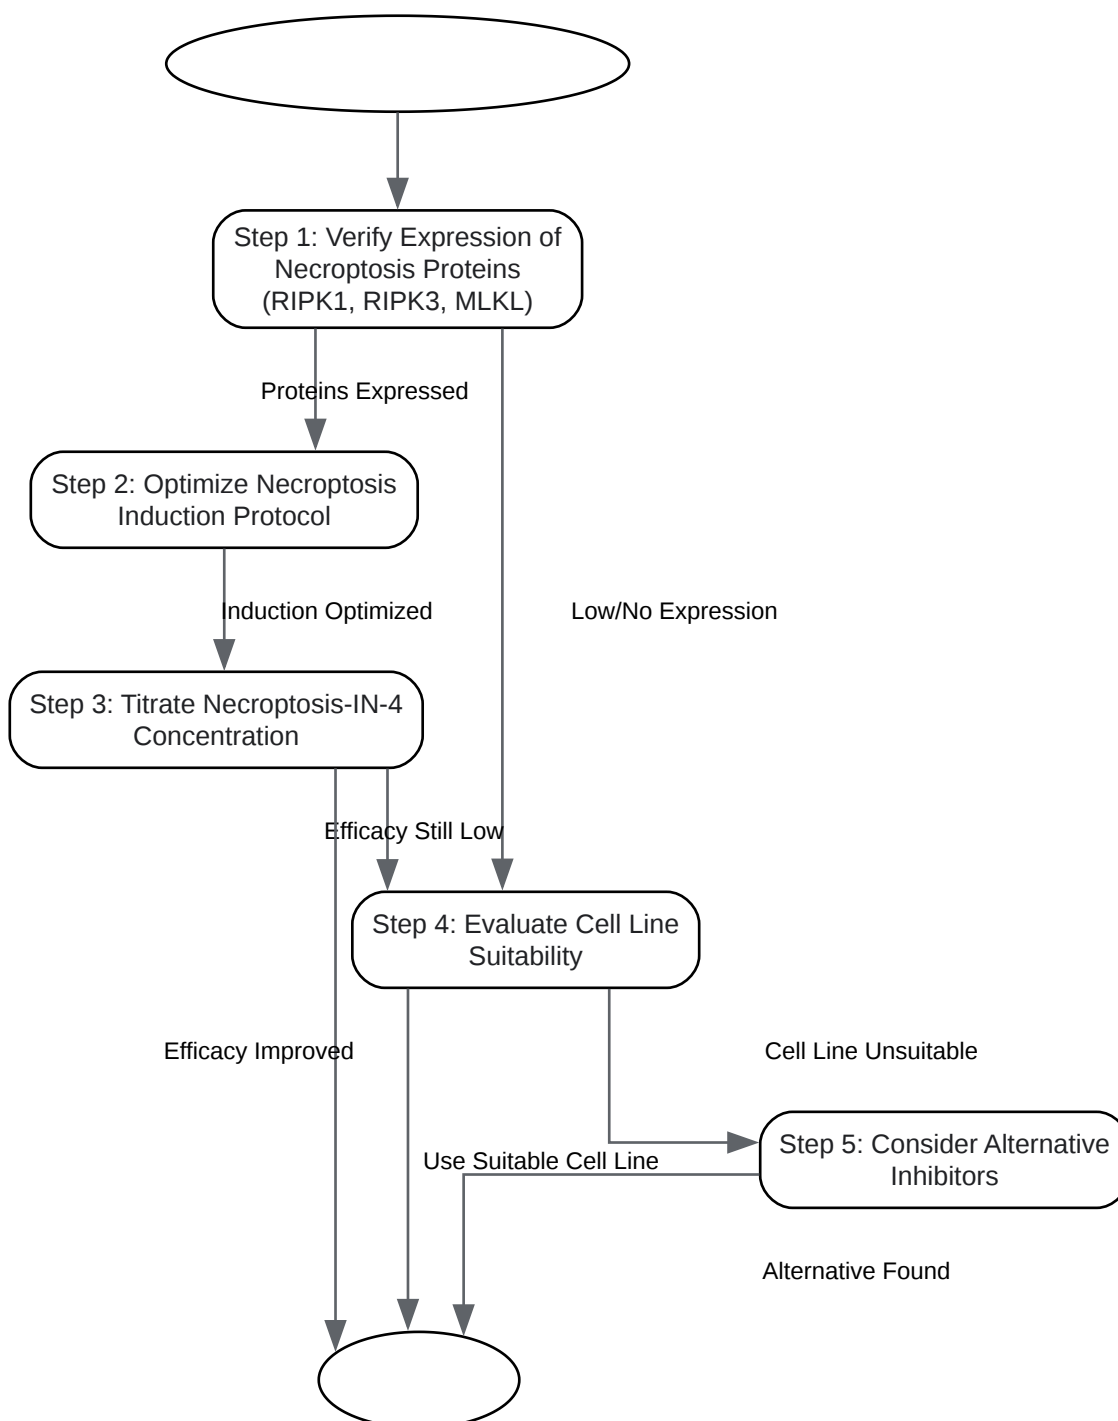 Step 1: Verify Expression of
Necroptosis Proteins
(RIPK1, RIPK3, MLKL)
Proteins Expressed
Step 2: Optimize Necroptosis
Induction Protocol
Induction Optimized
Low/No Expression
Step 3: Titrate Necroptosis-IN-4
Concentration
Efficacy Still Low
Step 4: Evaluate Cell Line
Suitability
Efficacy Improved
Cell Line Unsuitable
Step 5: Consider Alternative
Inhibitors
Use Suitable Cell Line
Alternative Found